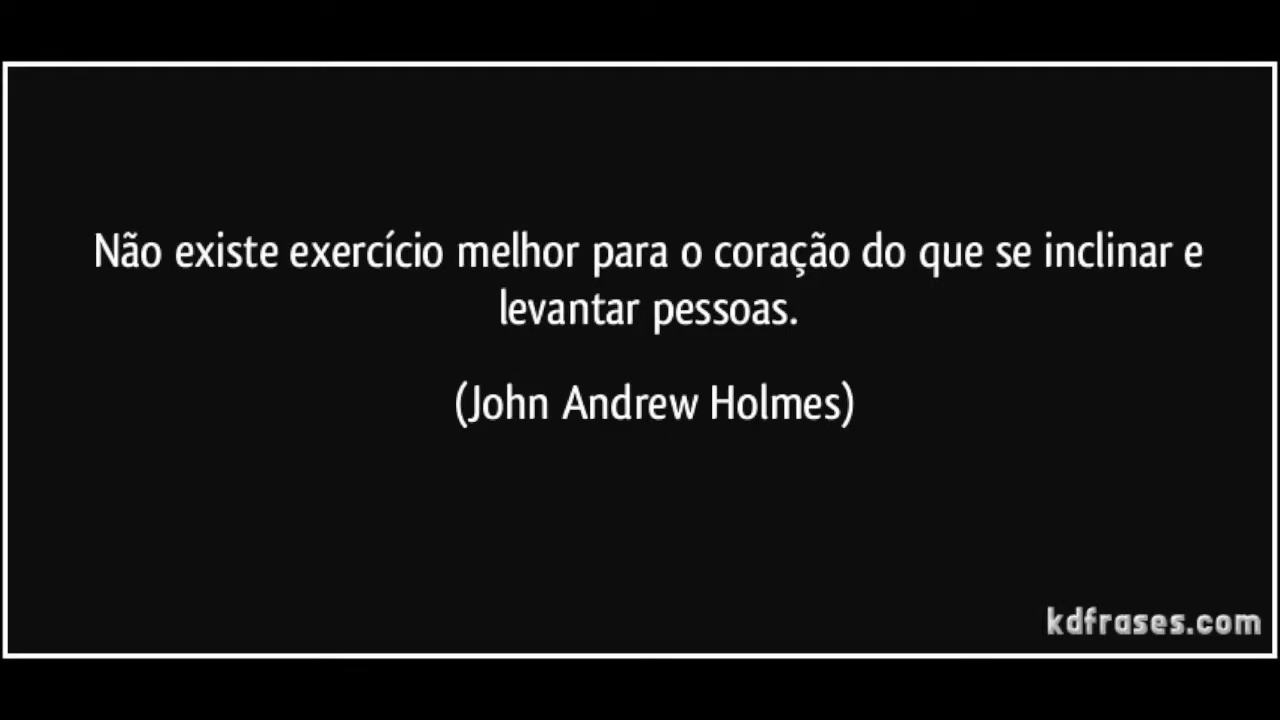 Não existe exercício melhor para o coração do que se inclinar e
levantar pessoas.
(John Andrew Holmes)
kdfrases.com